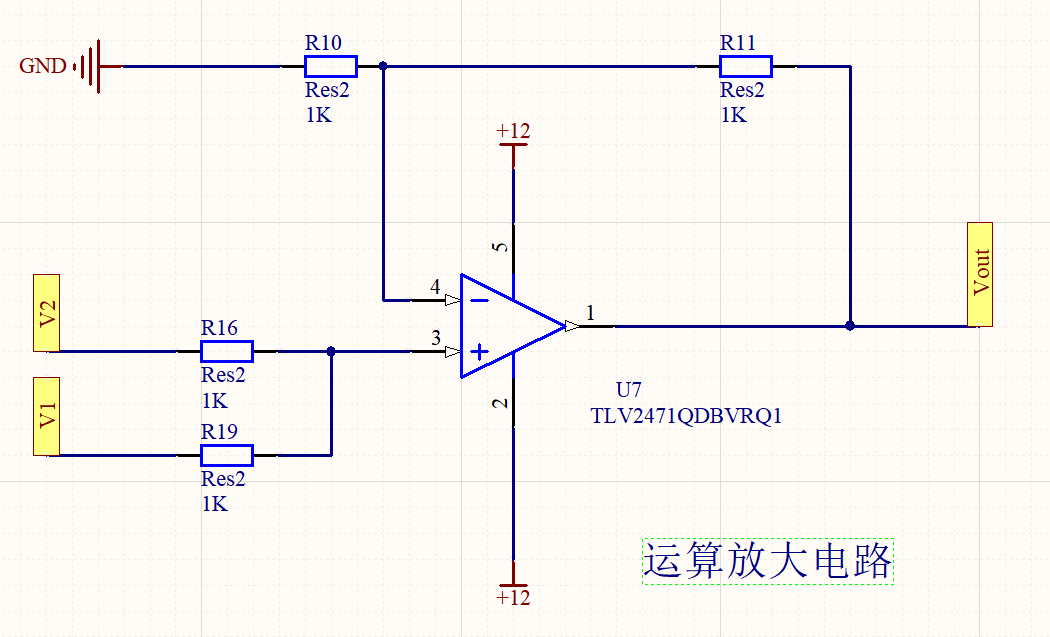 R10
R11
GND
Res2
Res2
1K
1K
+12
5
Vout
4
1
V2
R16
3
Res2
U7
1K
2
TLV2471QDBVRQ1
V1
R19
Res2
1K
运算放大电路
+12